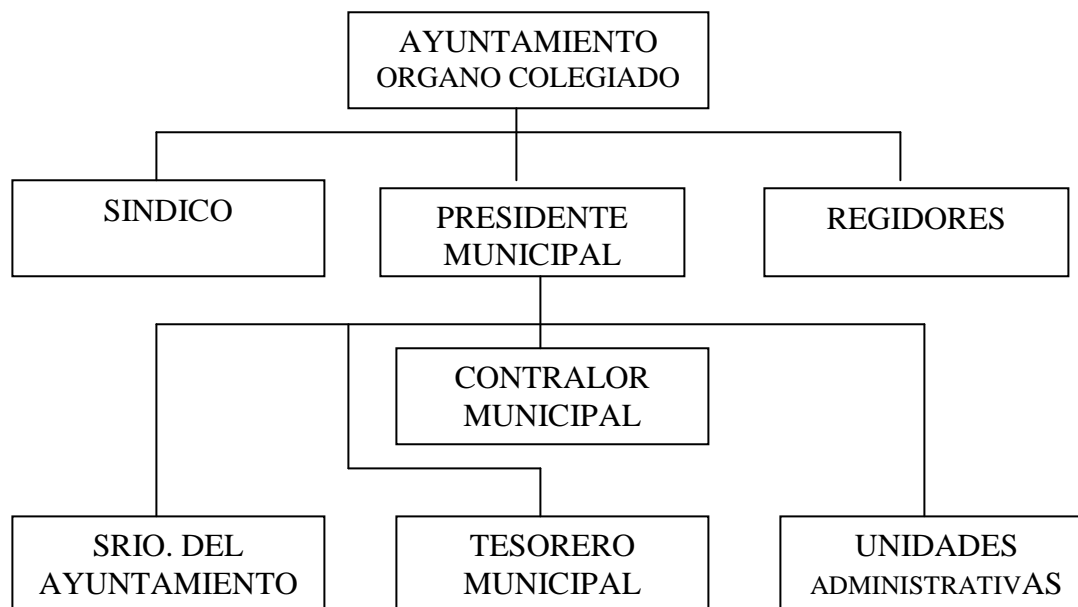 AYUNTAMIENTO
ORGANO COLEGIADO
SINDICO
PRESIDENTE
MUNICIPAL
REGIDORES
CONTRALOR
MUNICIPAL
SRIO. DEL
AYUNTAMIENTO
TESORERO
MUNICIPAL
UNIDADES
ADMINISTRATIVAS